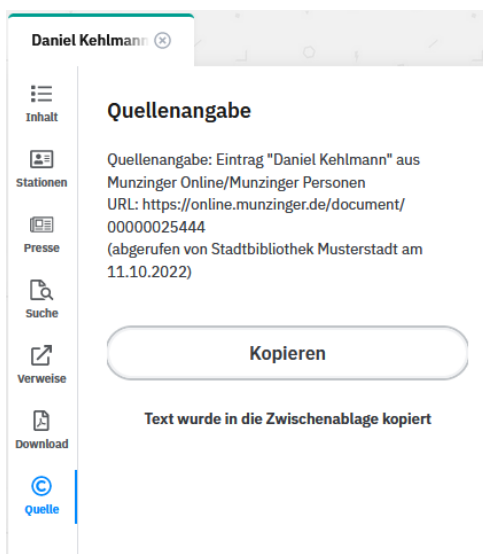 Daniel Kehlmann
Inhalt
Stationen
Presse
Suche
Verweise
Download
Quelle
Quellenangabe
Quellenangabe: Eintrag "Daniel Kehlmann" aus
Munzinger Online/Munzinger Personen
URL: https://online.munzinger.de/document/
00000025444
(abgerufen von Stadtbibliothek Musterstadt am
11.10.2022)
Kopieren
Text wurde in die Zwischenablage kopiert